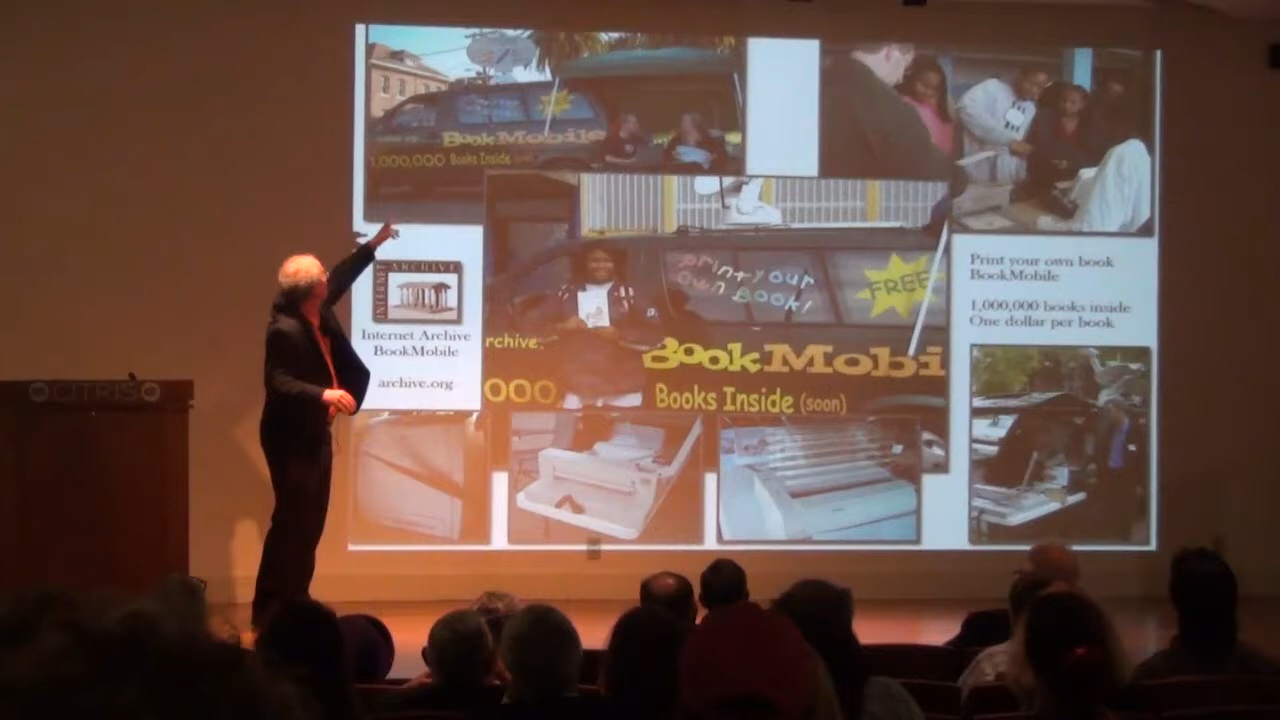 BookMobile
1,000,000 Books Inside
INTERNET
ARCHIVE
Internet Archive
BookMobile
archive.org
print your
own book!
FREE
rchive.
BookMobi
000,
Books Inside (soon)
Print your own book
BookMobile
1,000,000 books inside
One dollar per book
CITRIS